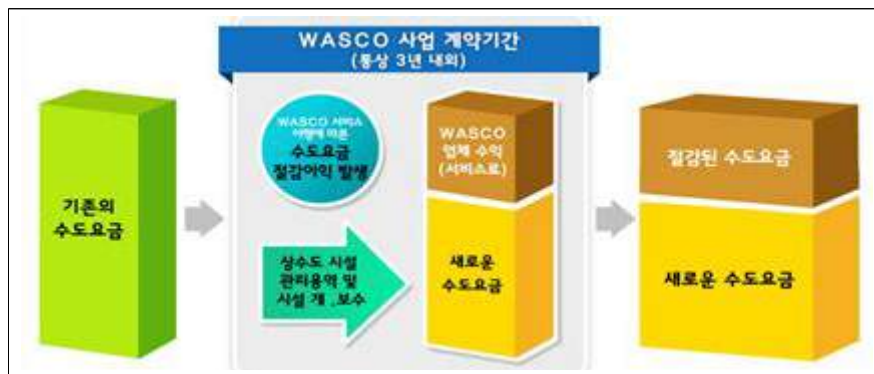 WASCO 사업 계약기간
(통상 3년 내외)
기존의
수도요금
WASCO 서비스
이행에 따른
수도요금
절감이익 발생
상수도 시설
관리용역 및
시설 개 .보수
WASCO
업체 수익
(서비스료)
새로운
수도요금
절감된 수도요금
새로운 수도요금